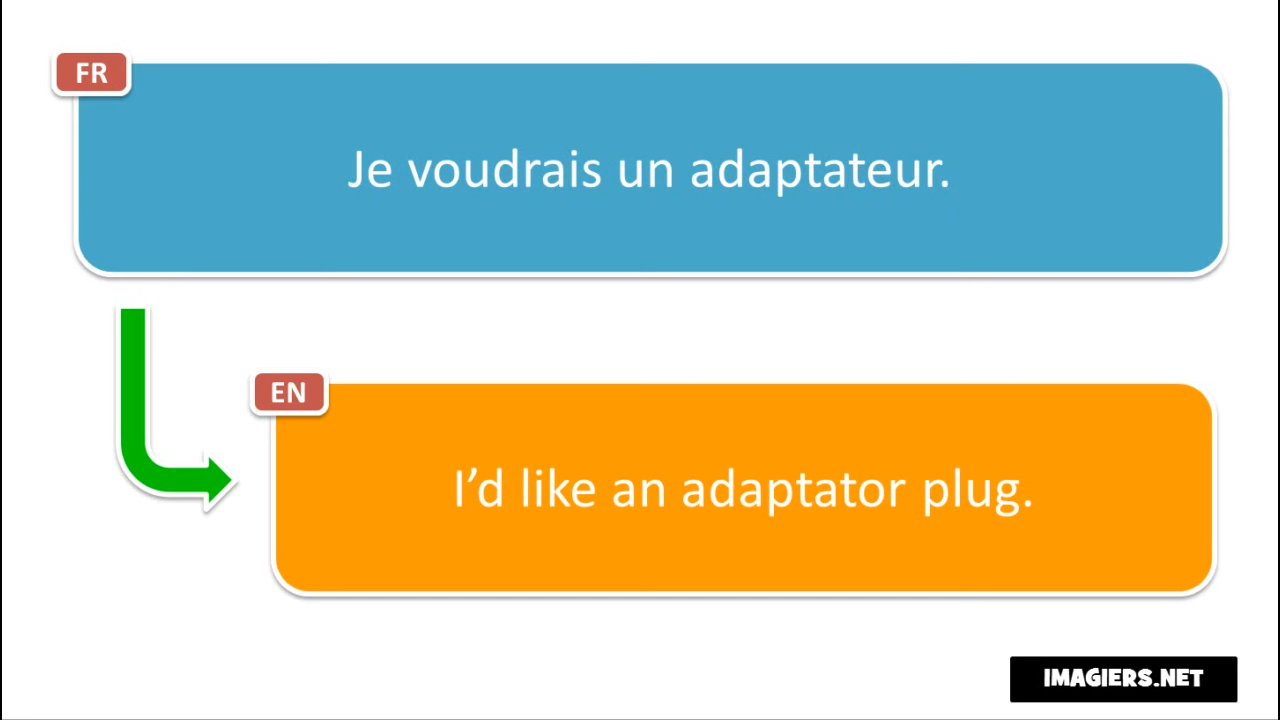 FR
Je voudrais un adaptateur.
EN
I’d like an adaptator plug.
IMAGIERS.NET